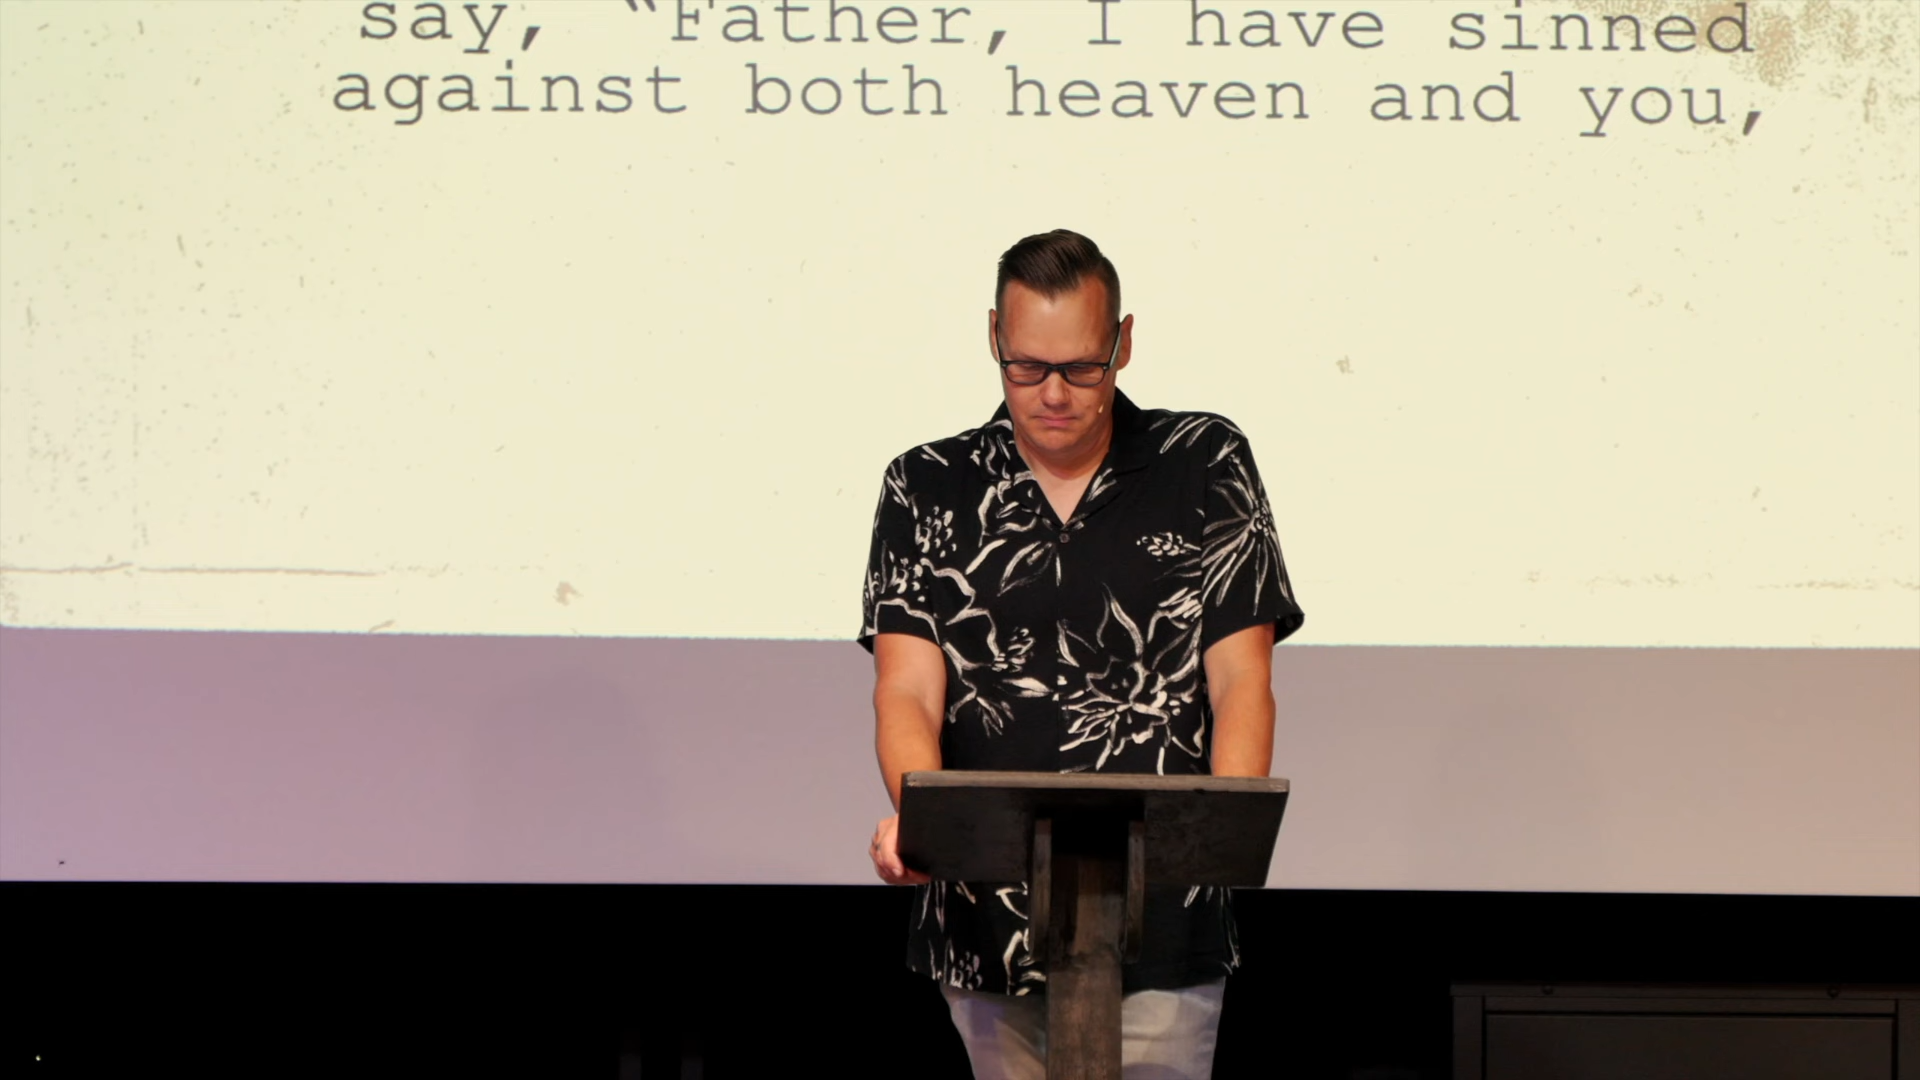 say, “Father, I have sinned
against both heaven and you,